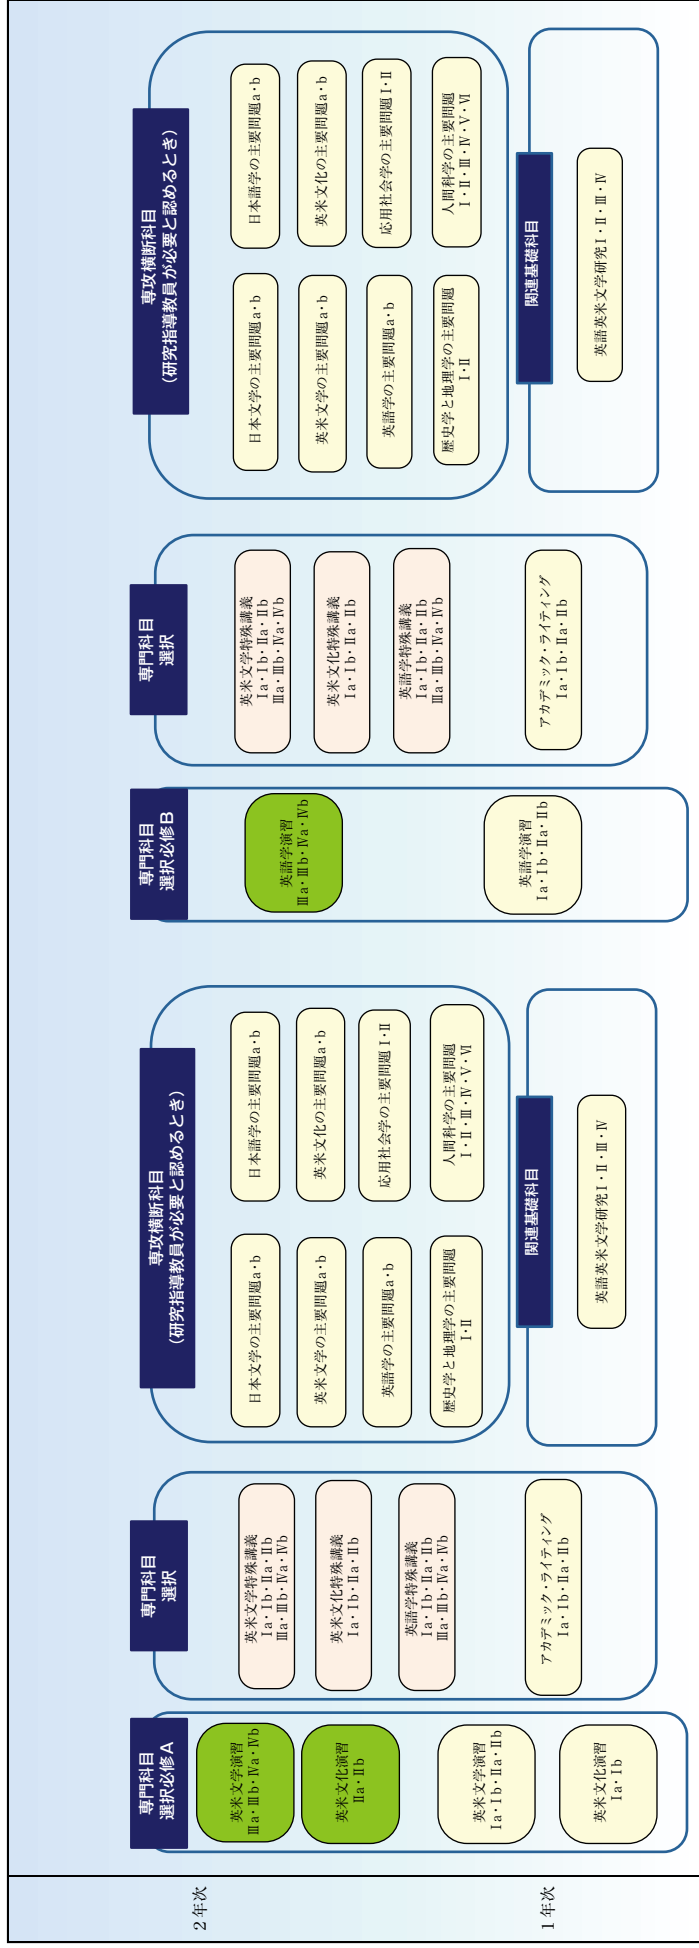 2年次
1年次
専門科目
選択必修A
英米文学演習
Ⅲa・Ⅲb・Ⅳa・Ⅳb
英米文化演習
Ⅱa・Ⅱb
英米文学演習
Ⅰa・Ⅰb・Ⅱa・Ⅱb
英米文化演習
Ⅰa・Ⅰb
専門科目
選択
英米文学特殊講義
Ⅰa・Ⅰb・Ⅱa・Ⅱb
Ⅲa・Ⅲb・Ⅳa・Ⅳb
英米文化特殊講義
Ⅰa・Ⅰb・Ⅱa・Ⅱb
英語学特殊講義
Ⅰa・Ⅰb・Ⅱa・Ⅱb
Ⅲa・Ⅲb・Ⅳa・Ⅳb
アカデミック・ライティング
Ⅰa・Ⅰb・Ⅱa・Ⅱb
専攻横断科目
(研究指導教員が必要と認めるとき)
日本文学の主要問題a・b
日本語学の主要問題a・b
英米文学の主要問題a・b
英米文化の主要問題a・b
英語学の主要問題a・b
応用社会学の主要問題Ⅰ・Ⅱ
歴史学と地理学の主要問題
Ⅰ・Ⅱ
人間科学の主要問題
Ⅰ・Ⅱ・Ⅲ・Ⅳ・Ⅴ・Ⅵ
関連基礎科目
英語英米文学研究Ⅰ・Ⅱ・Ⅲ・Ⅳ
専門科目
選択必修B
英語学演習
Ⅲa・Ⅲb・Ⅳa・Ⅳb
英語学演習
Ⅰa・Ⅰb・Ⅱa・Ⅱb
専門科目
選択
英米文学特殊講義
Ⅰa・Ⅰb・Ⅱa・Ⅱb
Ⅲa・Ⅲb・Ⅳa・Ⅳb
英米文化特殊講義
Ⅰa・Ⅰb・Ⅱa・Ⅱb
英語学特殊講義
Ⅰa・Ⅰb・Ⅱa・Ⅱb
Ⅲa・Ⅲb・Ⅳa・Ⅳb
アカデミック・ライティング
Ⅰa・Ⅰb・Ⅱa・Ⅱb
専攻横断科目
(研究指導教員が必要と認めるとき)
日本文学の主要問題a・b
日本語学の主要問題a・b
英米文学の主要問題a・b
英米文化の主要問題a・b
英語学の主要問題a・b
応用社会学の主要問題Ⅰ・Ⅱ
歴史学と地理学の主要問題
Ⅰ・Ⅱ
人間科学の主要問題
Ⅰ・Ⅱ・Ⅲ・Ⅳ・Ⅴ・Ⅵ
関連基礎科目
英語英米文学研究Ⅰ・Ⅱ・Ⅲ・Ⅳ